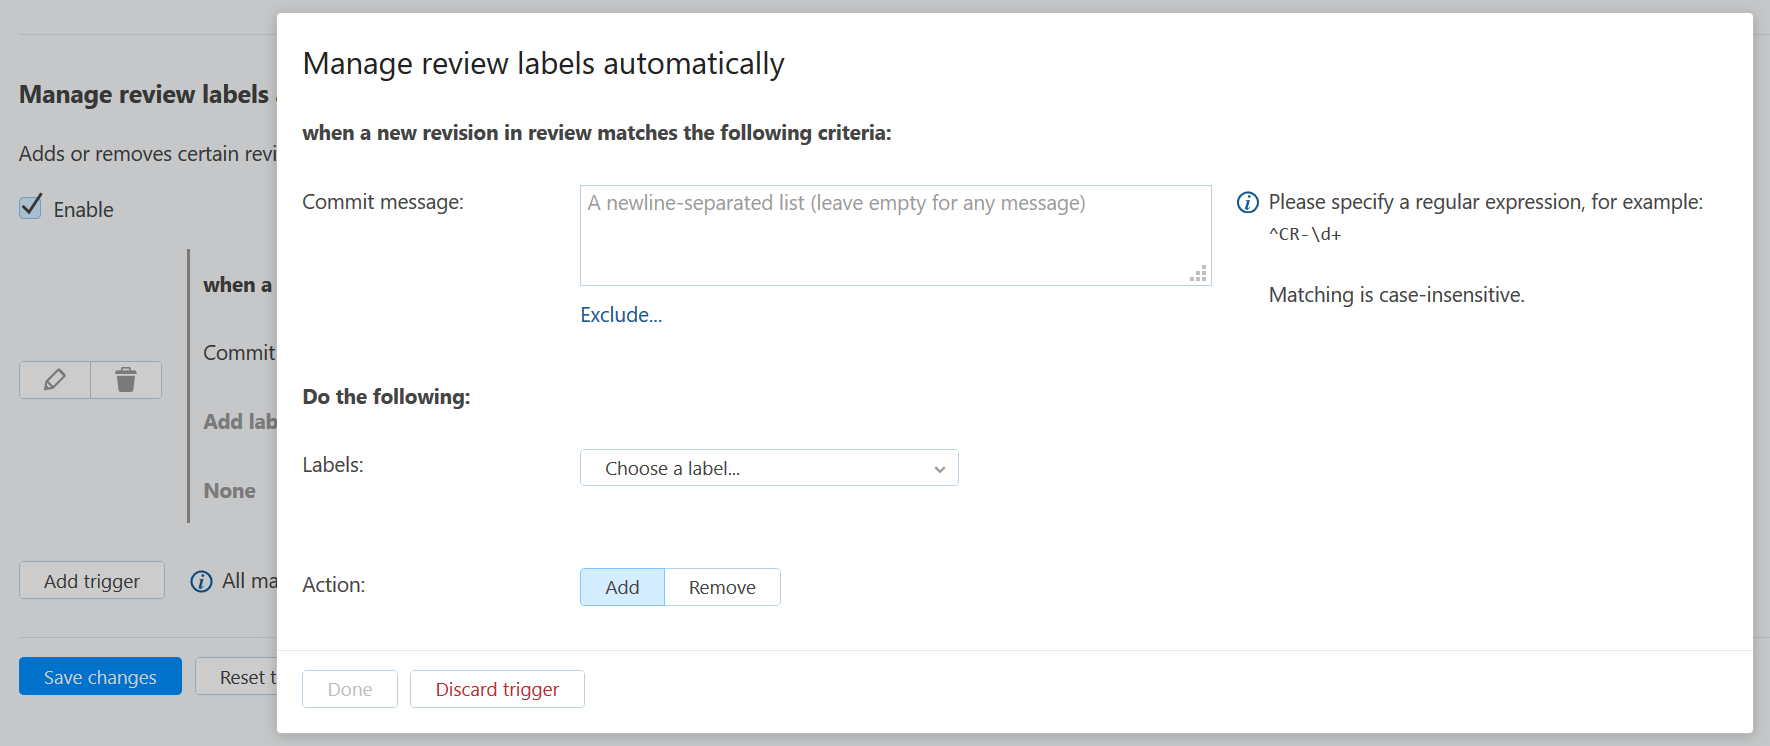 Manage review labels
Adds or removes certain revi
Enable
when a
Commit
Add lab
None
Add trigger
All ma
Save changes
Reset t
Manage review labels automatically
when a new revision in review matches the following criteria:
Commit message:
A newline-separated list (leave empty for any message)
Exclude...
Please specify a regular expression, for example:
^CR-\d+
Matching is case-insensitive.
Do the following:
Labels:
Choose a label...
Action:
Add
Remove
Done
Discard trigger